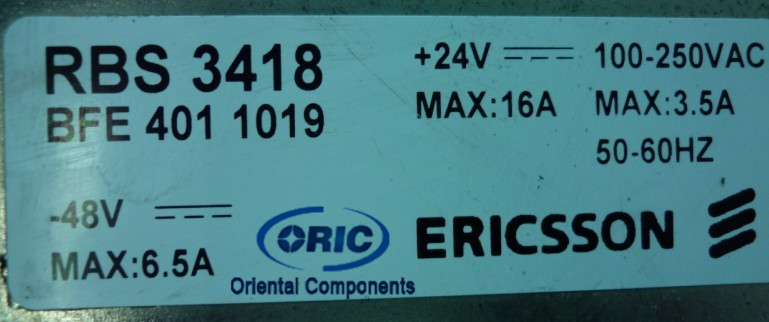 RBS 3418
BFE 401 1019
+24V
MAX:16A
100-250VAC
MAX:3.5A
50-60HZ
-48V
MAX:6.5A
ORIC
Oriental Components
ERICSSON